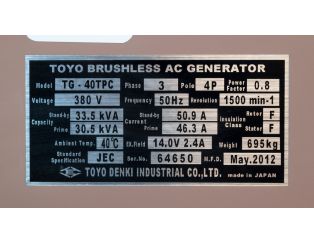 TOYO BRUSHLESS AC GENERATOR
Model TG - 40TPC Phase 3 Pole 4P Power Factor 0.8
Voltage 380 V Frequency 50Hz Revolution 1500 min-1
Capacity Stand-by 33.5 kVA Current Stand-by 50.9 A Insulation Class Rotor F
Prime 30.5 kVA Prime 46.3 A Stator F
Ambient Temp. 40°C EX.Field 14.0V 2.4A Weight 695kg
Standard Specification JEC Ser.No. 64650 M.F.D. May.2012
TOYO DENKI INDUSTRIAL CO.,LTD. made in JAPAN